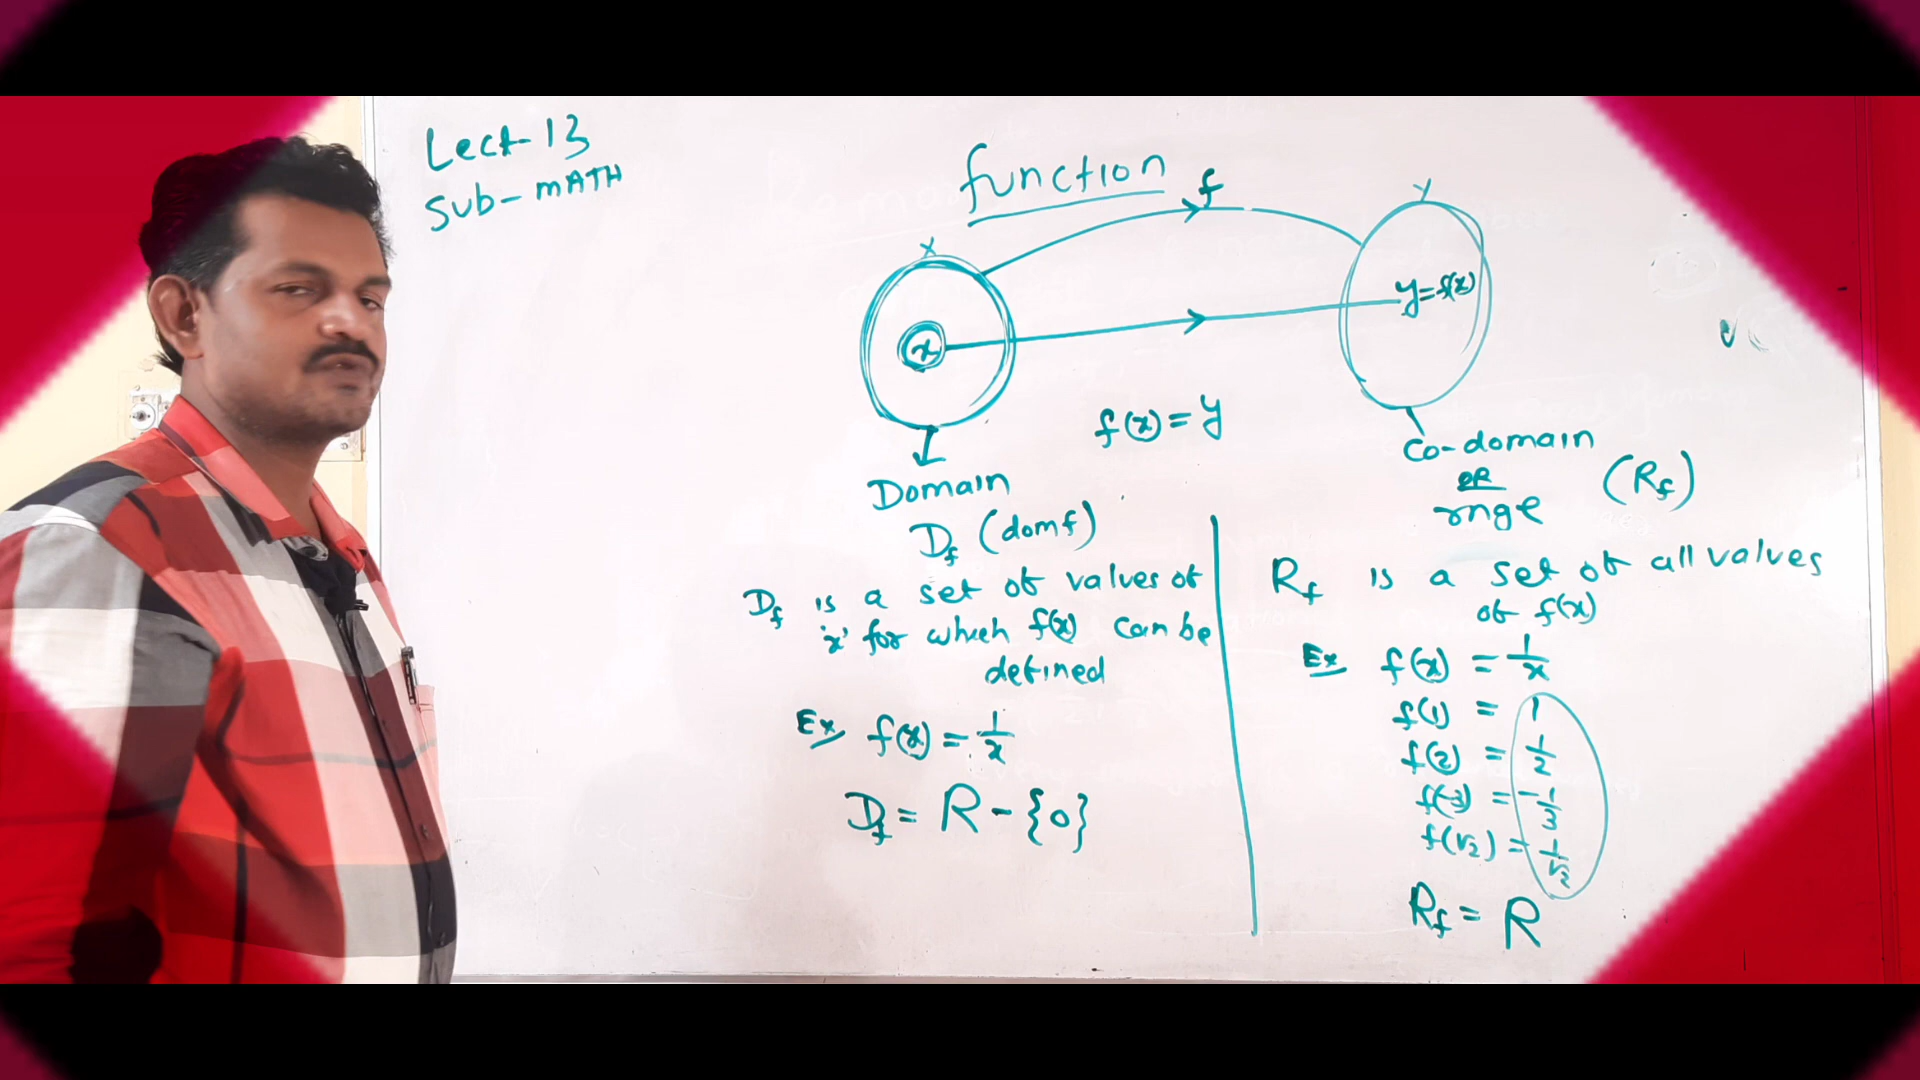 Lect-13
Sub-MATH
function
f
X
Y
x
y=f(x)
f(x)=y
Domain
Df (domf)
Co-domain
OR
rnge (Rf)
Df is a set of values of
'x' for which f(x) can be
defined
Ex f(x) = 1/x
Df = R-{0}
Rf is a set of all values
of f(x)
Ex f(x) = 1/x
f(1) = 1
f(2) = 1/2
f(-3) = -1/3
f(√2) = 1/√2
Rf = R